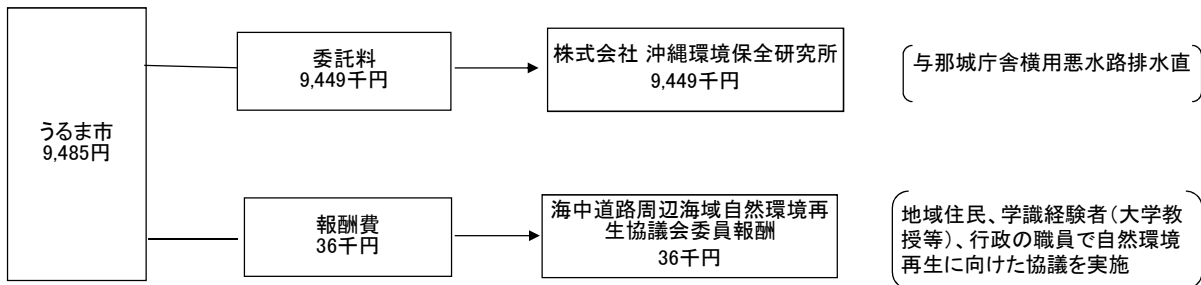 うるま市
9,485円
委託料
9,449千円
株式会社 沖縄環境保全研究所
9,449千円
与那城庁舎横用悪水路排水直
報酬費
36千円
海中道路周辺海域自然環境再
生協議会委員報酬
36千円
地域住民、学識経験者(大学教
授等)、行政の職員で自然環境
再生に向けた協議を実施